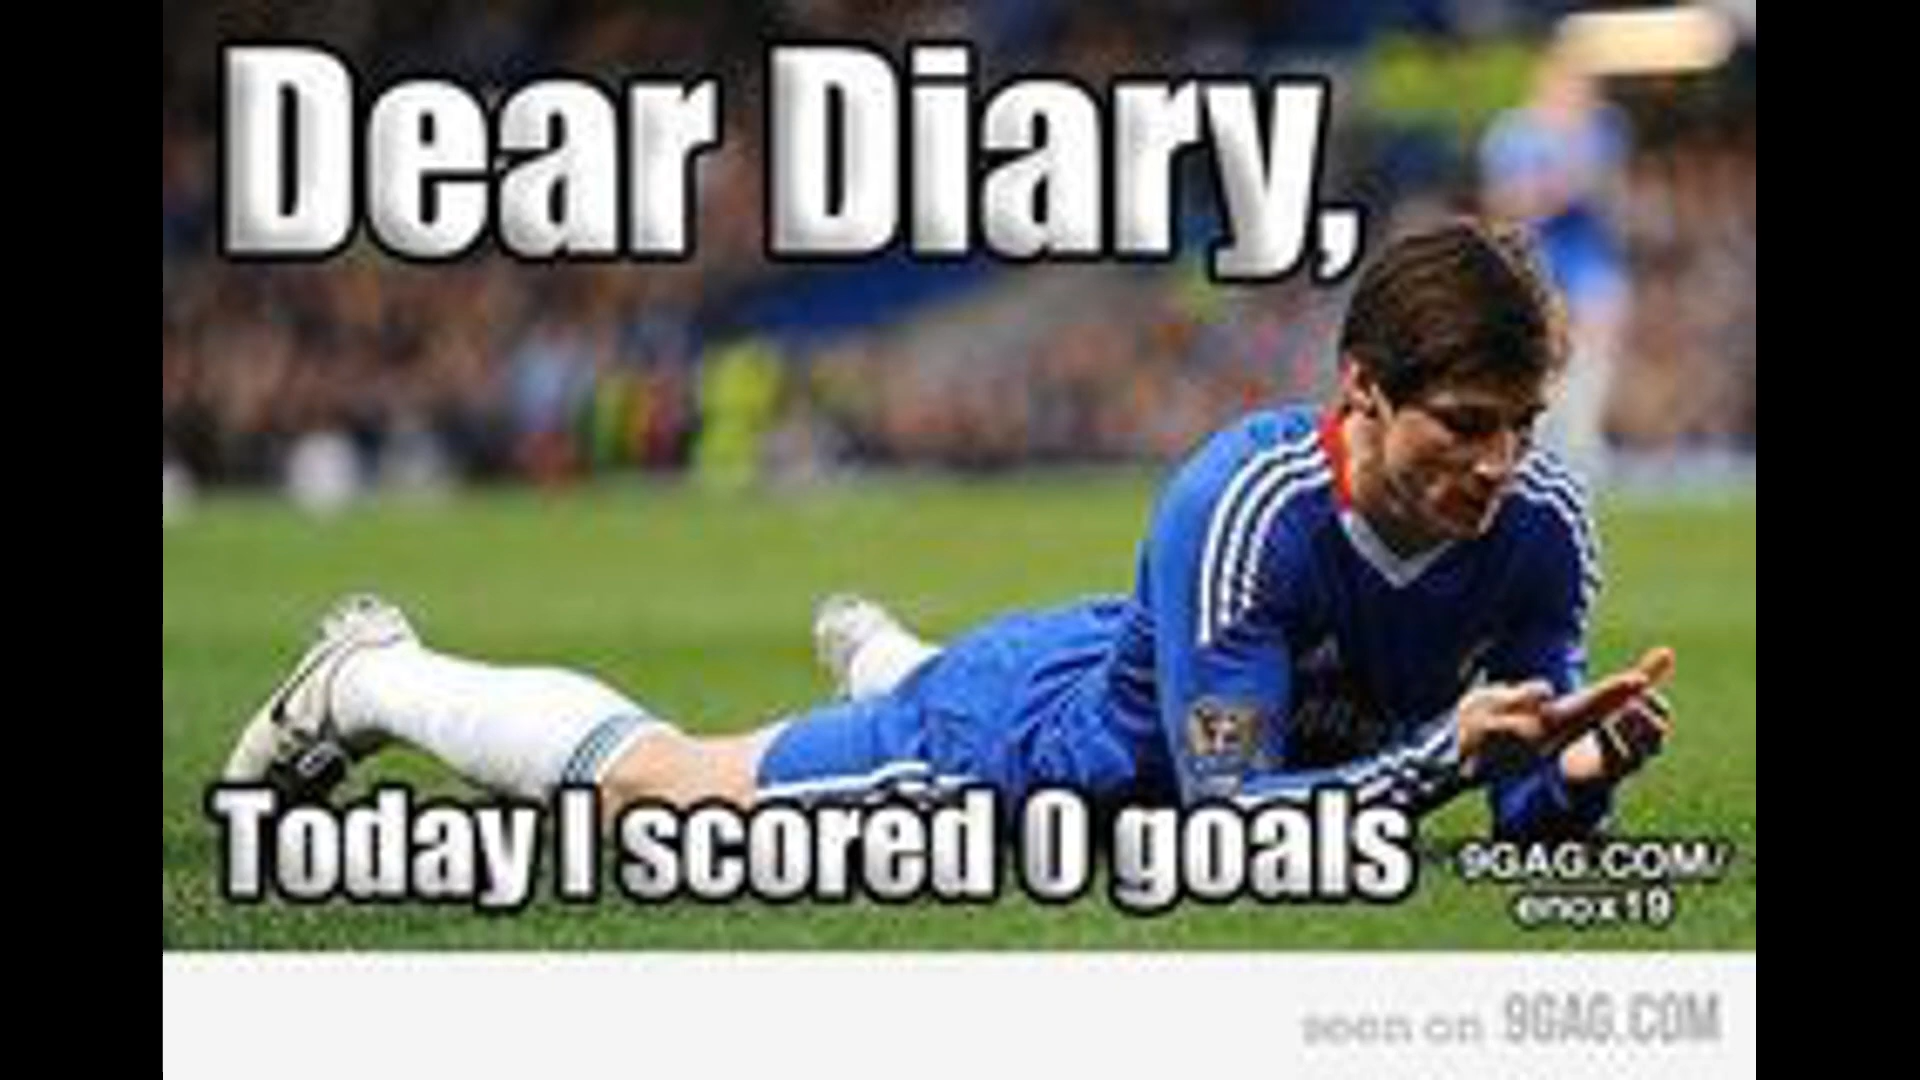 Dear Diary,
Today I scored 0 goals
9GAG.COM/
enox19
seen on 9GAG.COM